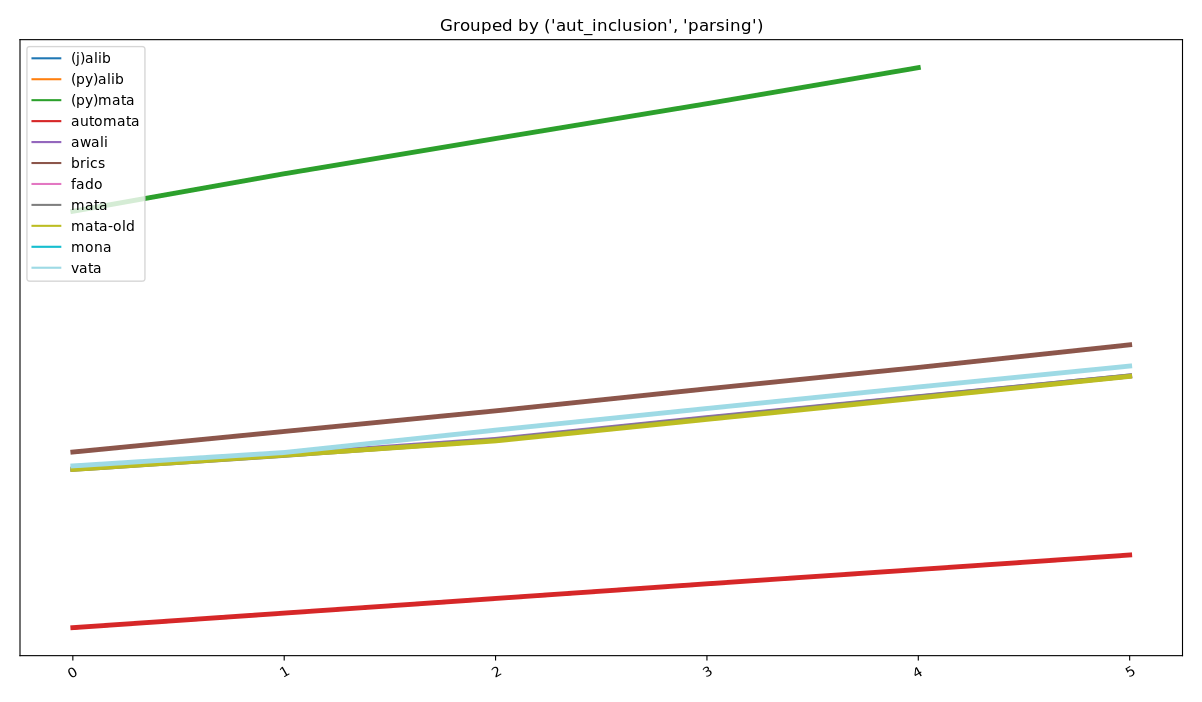 Grouped by ('aut_inclusion', 'parsing')
(j)alib
(py)alib
(py)mata
automata
awali
brics
fado
mata
mata-old
mona
vata
0 1 2 3 4 5